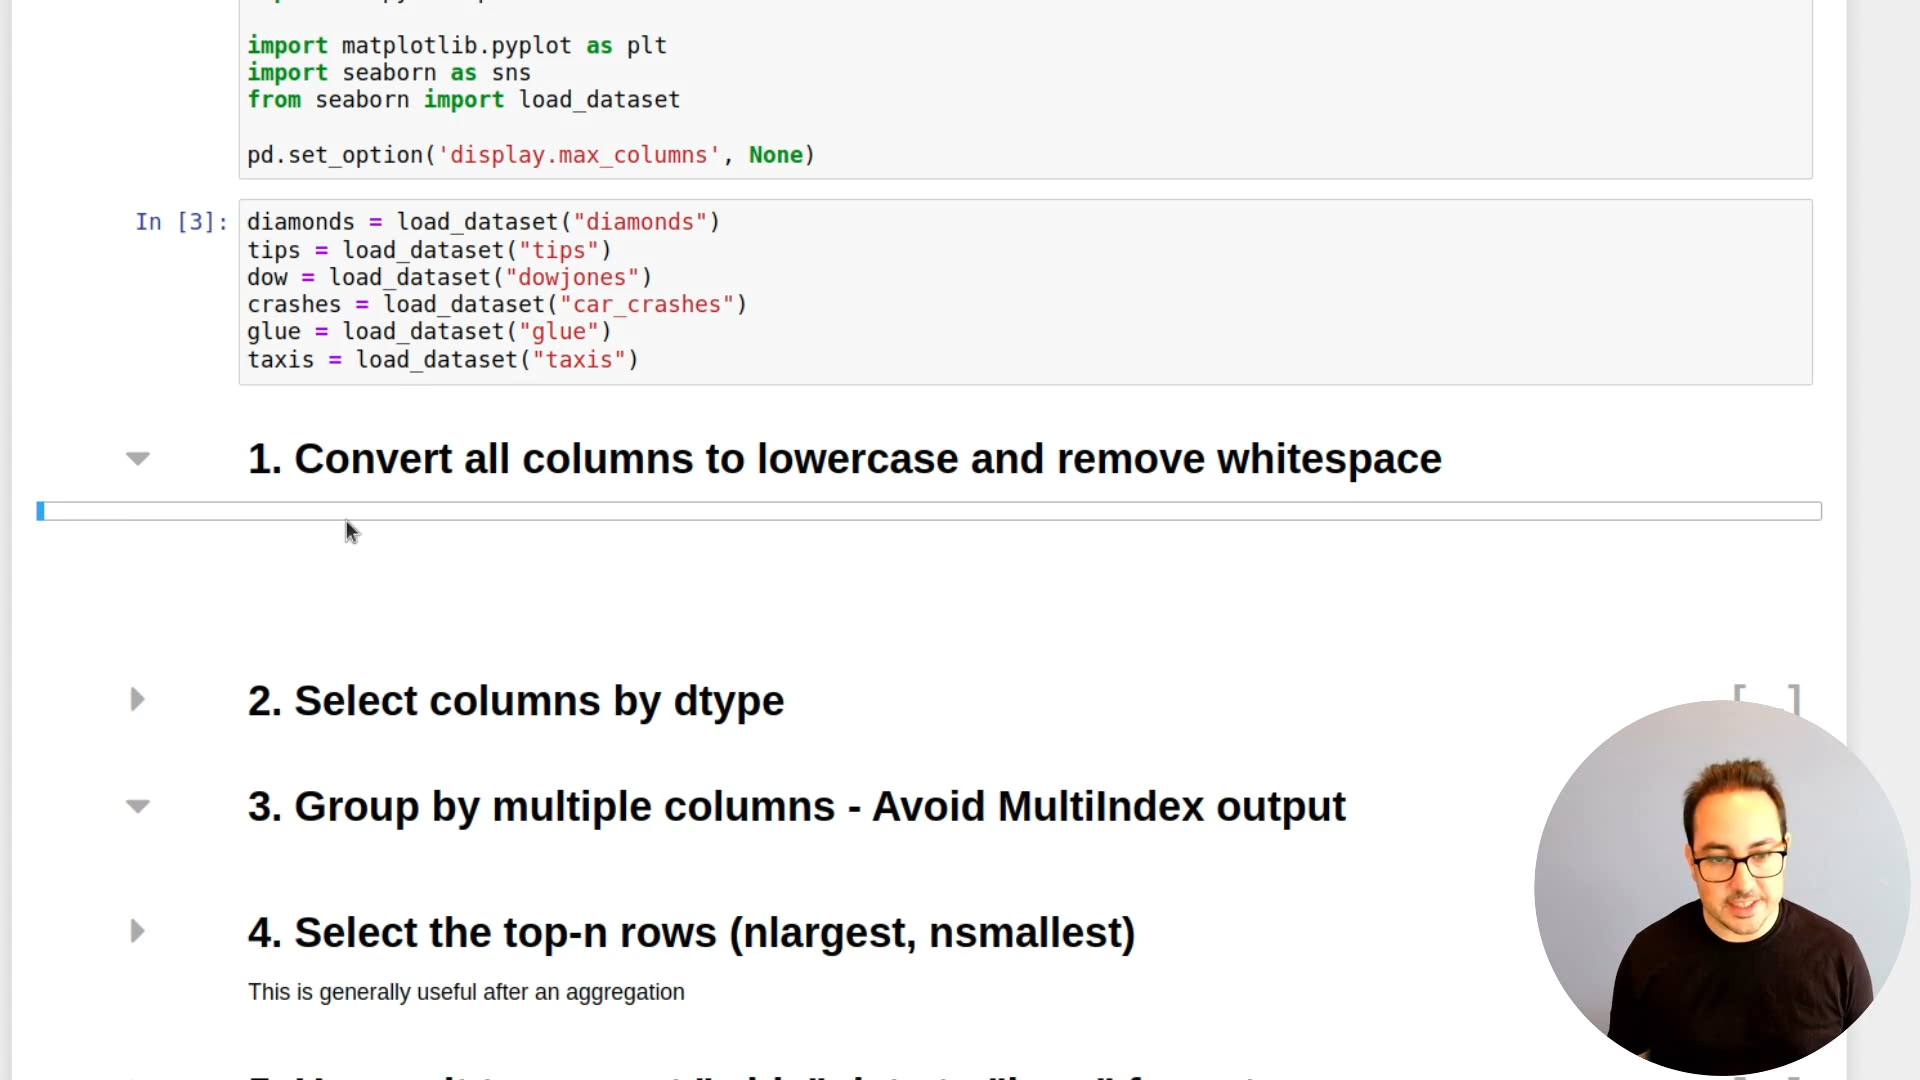 import matplotlib.pyplot as plt
import seaborn as sns
from seaborn import load_dataset
pd.set_option('display.max_columns', None)
In [3]: diamonds = load_dataset("diamonds")
tips = load_dataset("tips")
dow = load_dataset("dowjones")
crashes = load_dataset("car_crashes")
glue = load_dataset("glue")
taxis = load_dataset("taxis")
1. Convert all columns to lowercase and remove whitespace
2. Select columns by dtype
3. Group by multiple columns - Avoid MultiIndex output
4. Select the top-n rows (nlargest, nsmallest)
This is generally useful after an aggregation